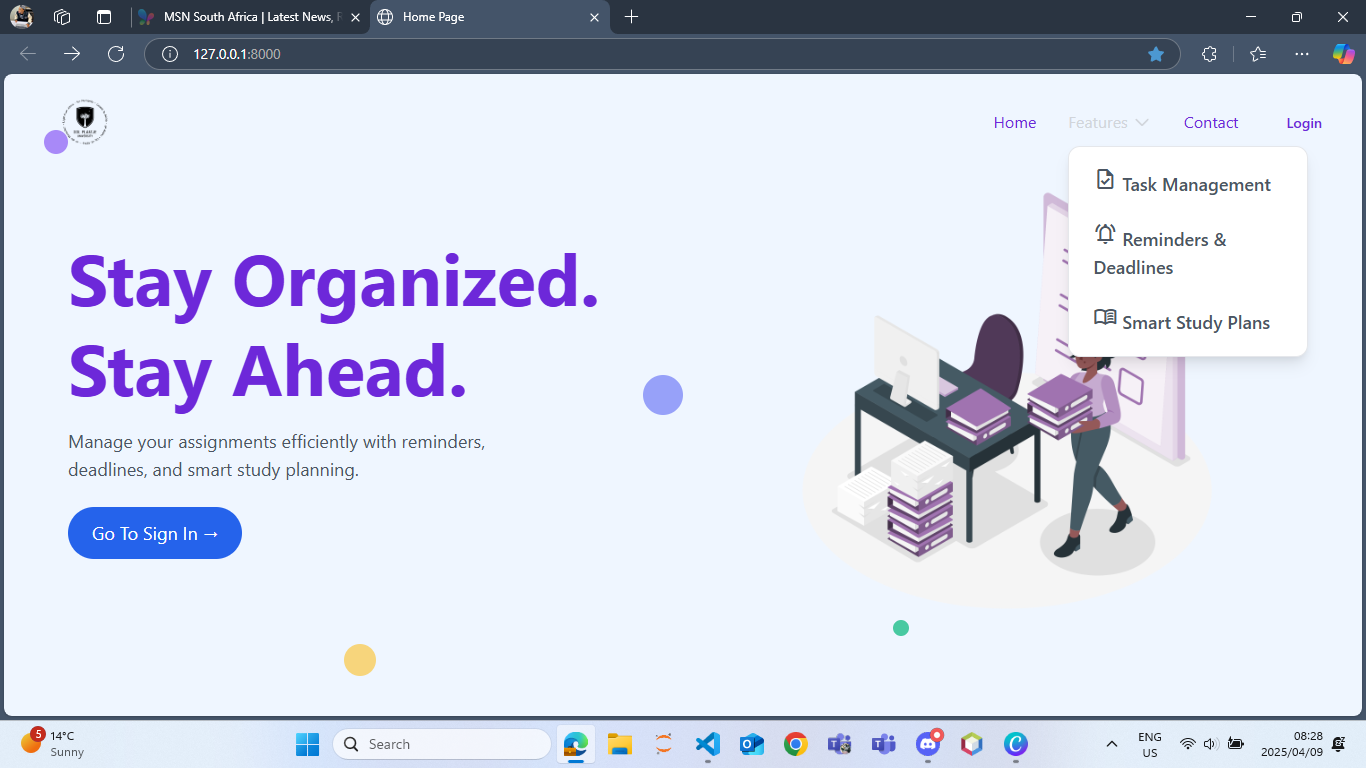 MSN South Africa | Latest News, R
Home Page
127.0.0.1:8000
Home
Features
Contact
Login
Task Management
Reminders &
Deadlines
Smart Study Plans
Stay Organized.
Stay Ahead.
Manage your assignments efficiently with reminders,
deadlines, and smart study planning.
Go To Sign In →
5
14°C
Sunny
Search
ENG
US
08:28
2025/04/09